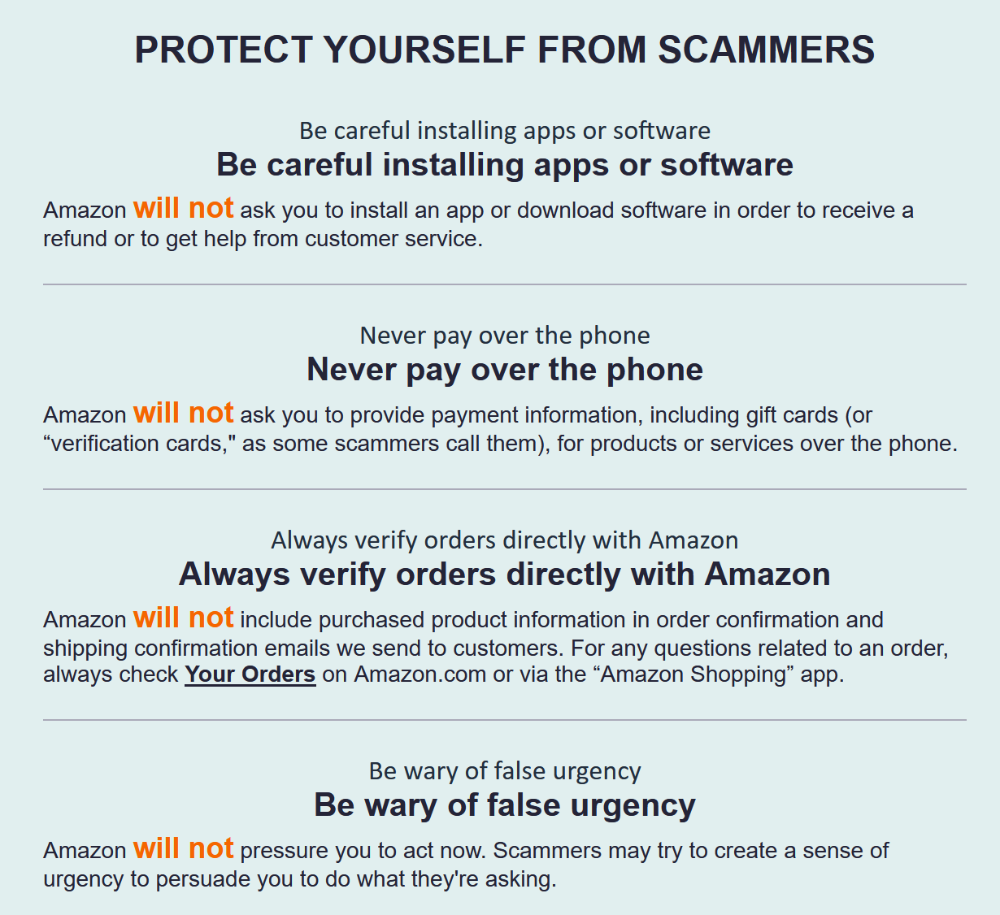 PROTECT YOURSELF FROM SCAMMERS
Be careful installing apps or software
Be careful installing apps or software
Amazon will not ask you to install an app or download software in order to receive a
refund or to get help from customer service.
Never pay over the phone
Never pay over the phone
Amazon will not ask you to provide payment information, including gift cards (or
“verification cards," as some scammers call them), for products or services over the phone.
Always verify orders directly with Amazon
Always verify orders directly with Amazon
Amazon will not include purchased product information in order confirmation and
shipping confirmation emails we send to customers. For any questions related to an order,
always check Your Orders on Amazon.com or via the “Amazon Shopping” app.
Be wary of false urgency
Be wary of false urgency
Amazon will not pressure you to act now. Scammers may try to create a sense of
urgency to persuade you to do what they're asking.